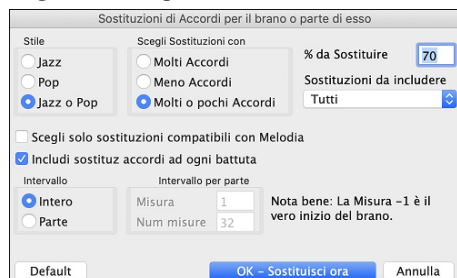 Sostituzioni di Accordi per il brano o parte di esso
Stile
Jazz
Pop
Jazz o Pop
Scegli Sostituzioni con
Molti Accordi
Meno Accordi
Molti o pochi Accordi
% da Sostituire 70
Sostituzioni da includere
Tutti
Scegli solo sostituzioni compatibili con Melodia
Includi sostituz accordi ad ogni battuta
Intervallo
Intero
Parte
Intervallo per parte
Misura 1
Num misure 32
Nota bene: La Misura -1 è il
vero inizio del brano.
Default
OK - Sostituisci ora
Annulla